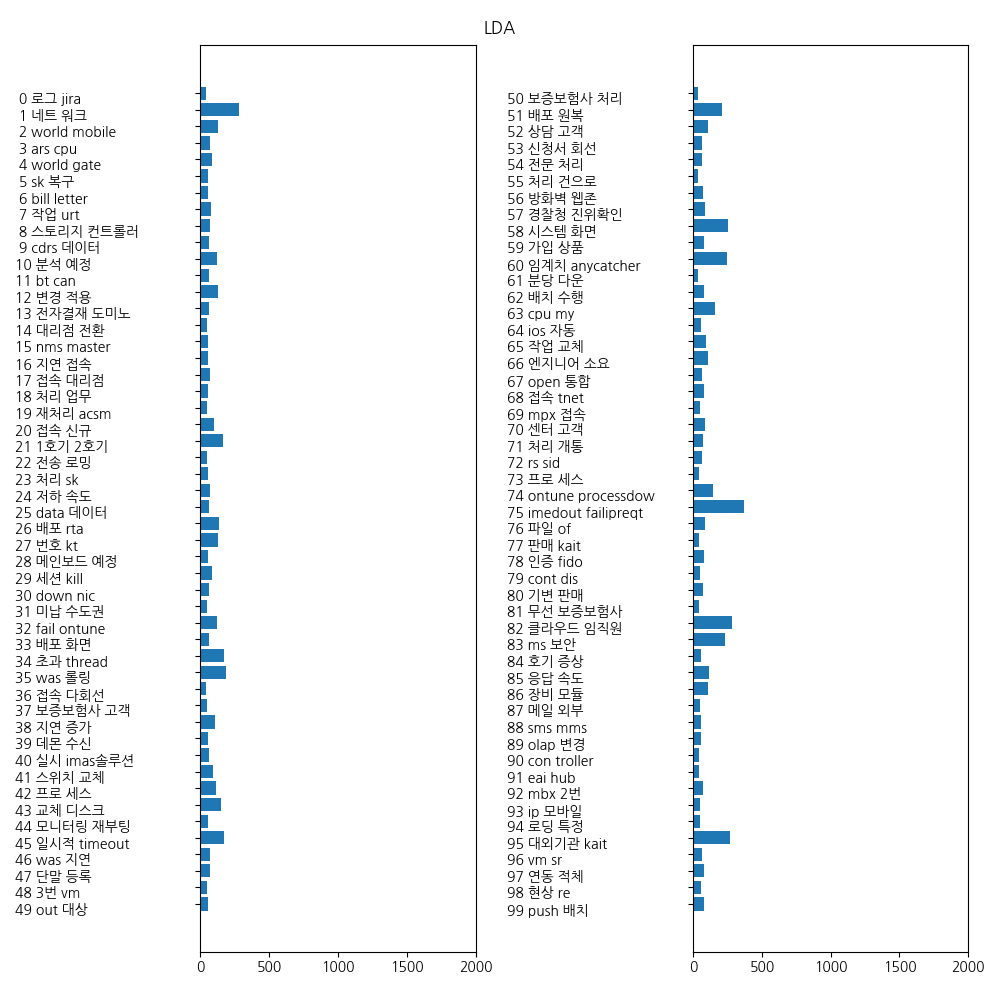 LDA
0 로그 jira
1 네트 워크
2 world mobile
3 ars cpu
4 world gate
5 sk 복구
6 bill letter
7 작업 urt
8 스토리지 컨트롤러
9 cdrs 데이터
10 분석 예정
11 bt can
12 변경 적용
13 전자결재 도미노
14 대리점 전환
15 nms master
16 지연 접속
17 접속 대리점
18 처리 업무
19 재처리 acsm
20 접속 신규
21 1호기 2호기
22 전송 로밍
23 처리 sk
24 저하 속도
25 data 데이터
26 배포 rta
27 번호 kt
28 메인보드 예정
29 세션 kill
30 down nic
31 미납 수도권
32 fail ontune
33 배포 화면
34 초과 thread
35 was 롤링
36 접속 다회선
37 보증보험사 고객
38 지연 증가
39 데몬 수신
40 실시 imas솔루션
41 스위치 교체
42 프로 세스
43 교체 디스크
44 모니터링 재부팅
45 일시적 timeout
46 was 지연
47 단말 등록
48 3번 vm
49 out 대상
0 500 1000 1500 2000
50 보증보험사 처리
51 배포 원복
52 상담 고객
53 신청서 회선
54 전문 처리
55 처리 건으로
56 방화벽 웹존
57 경찰청 진위확인
58 시스템 화면
59 가입 상품
60 임계치 anycatcher
61 분당 다운
62 배치 수행
63 cpu my
64 ios 자동
65 작업 교체
66 엔지니어 소요
67 open 통합
68 접속 tnet
69 mpx 접속
70 센터 고객
71 처리 개통
72 rs sid
73 프로 세스
74 ontune processdow
75 imedout failipreqt
76 파일 of
77 판매 kait
78 인증 fido
79 cont dis
80 기변 판매
81 무선 보증보험사
82 클라우드 임직원
83 ms 보안
84 호기 증상
85 응답 속도
86 장비 모듈
87 메일 외부
88 sms mms
89 olap 변경
90 con troller
91 eai hub
92 mbx 2번
93 ip 모바일
94 로딩 특정
95 대외기관 kait
96 vm sr
97 연동 적체
98 현상 re
99 push 배치
0 500 1000 1500 2000